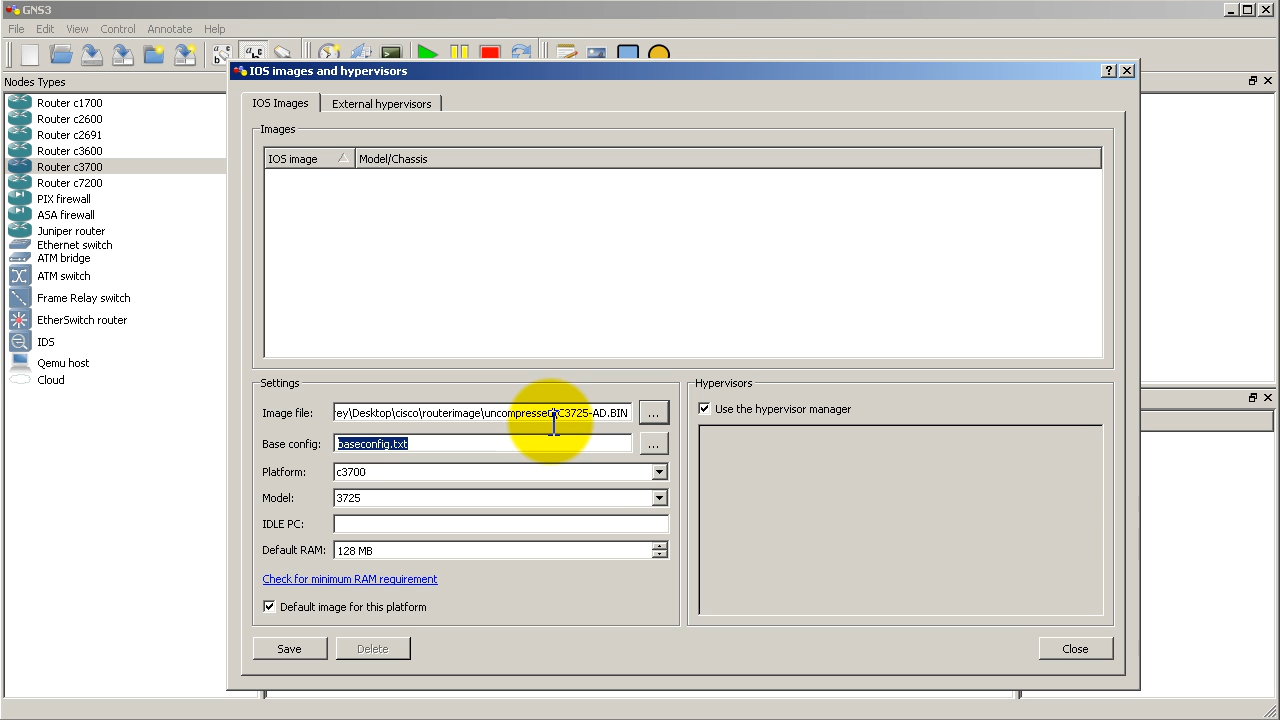 GNS3
File Edit View Control Annotate Help
Nodes Types
Router c1700
Router c2600
Router c2691
Router c3600
Router c3700
Router c7200
PIX firewall
ASA firewall
Juniper router
Ethernet switch
ATM bridge
ATM switch
Frame Relay switch
EtherSwitch router
IDS
Qemu host
Cloud
IOS images and hypervisors
IOS Images External hypervisors
Images
IOS image Model/Chassis
Settings
Image file: ey\Desktop\cisco\routerimage\uncompressed\C3725-AD.BIN ...
Base config: baseconfig.txt ...
Platform: c3700
Model: 3725
IDLE PC:
Default RAM: 128 MB
Check for minimum RAM requirement
Default image for this platform
Save Delete
Hypervisors
Use the hypervisor manager
Close